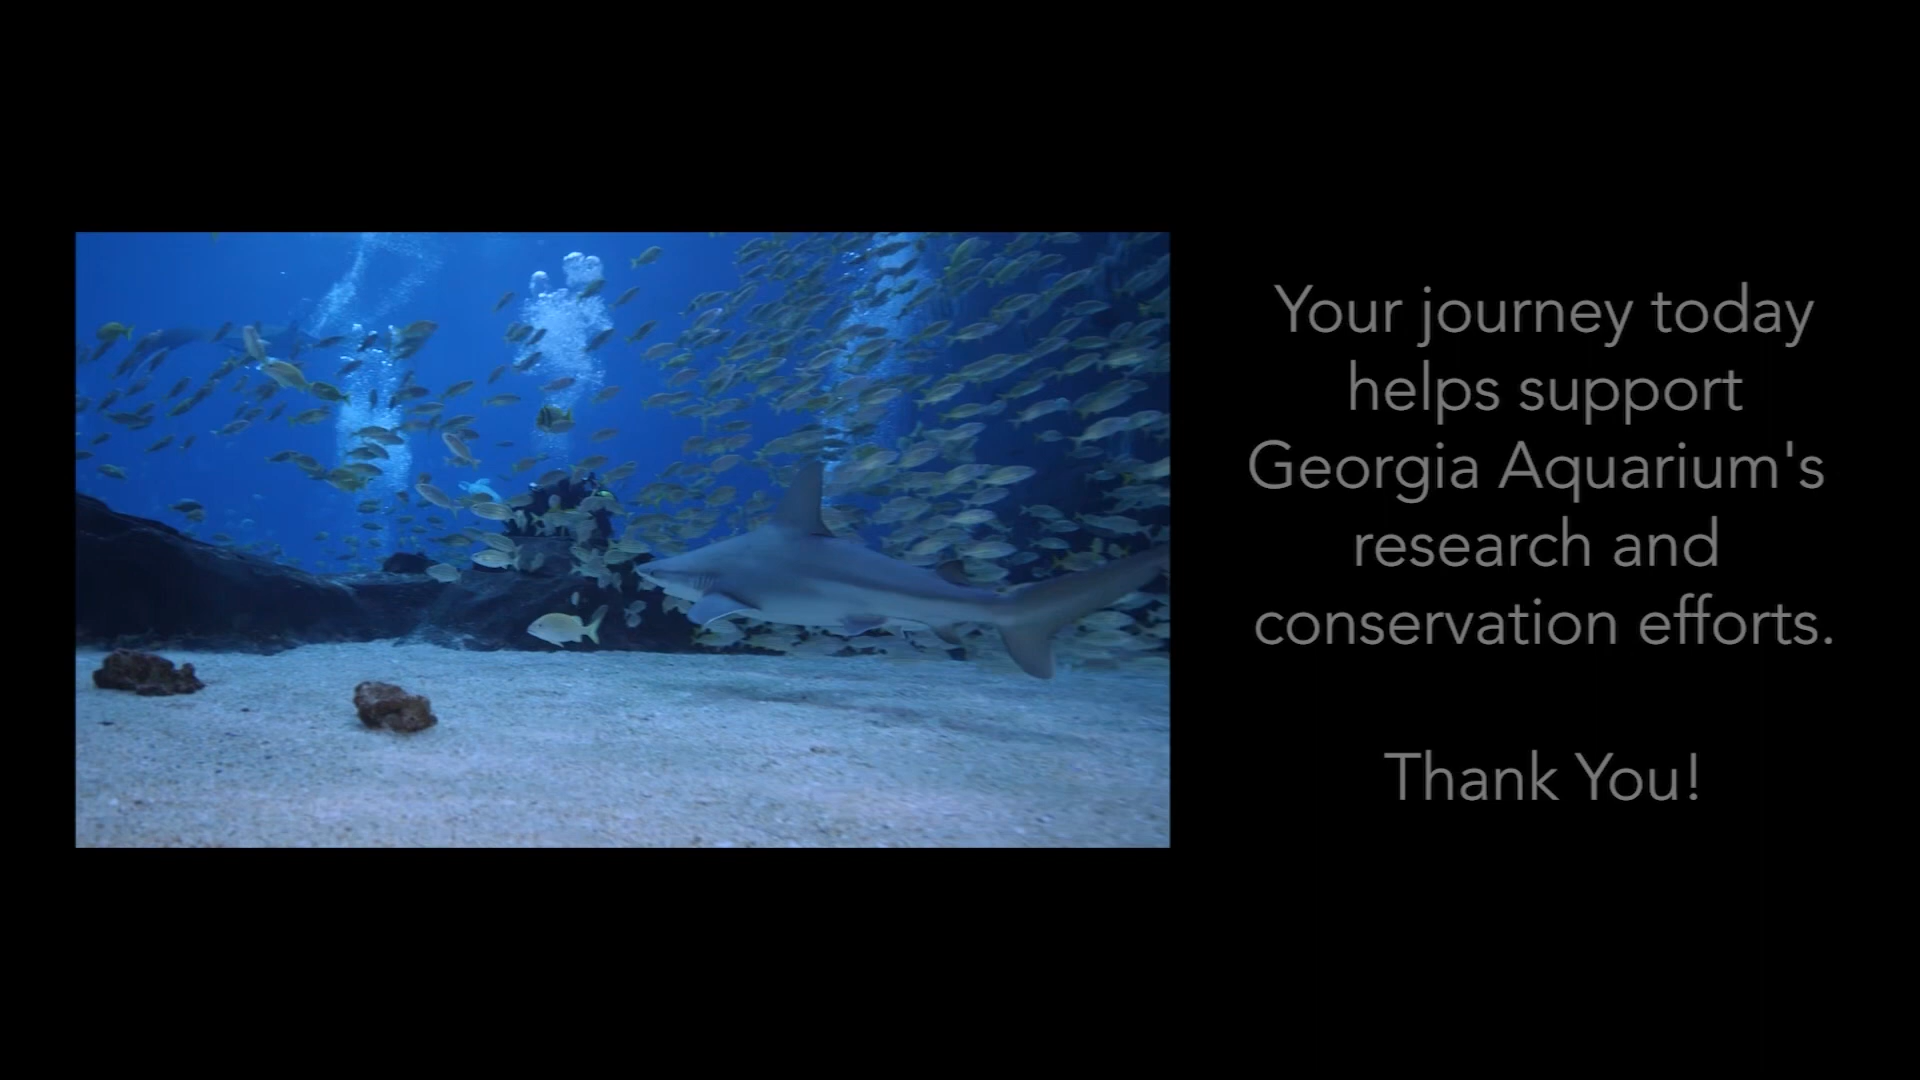 Your journey today
helps support
Georgia Aquarium's
research and
conservation efforts.
Thank You!